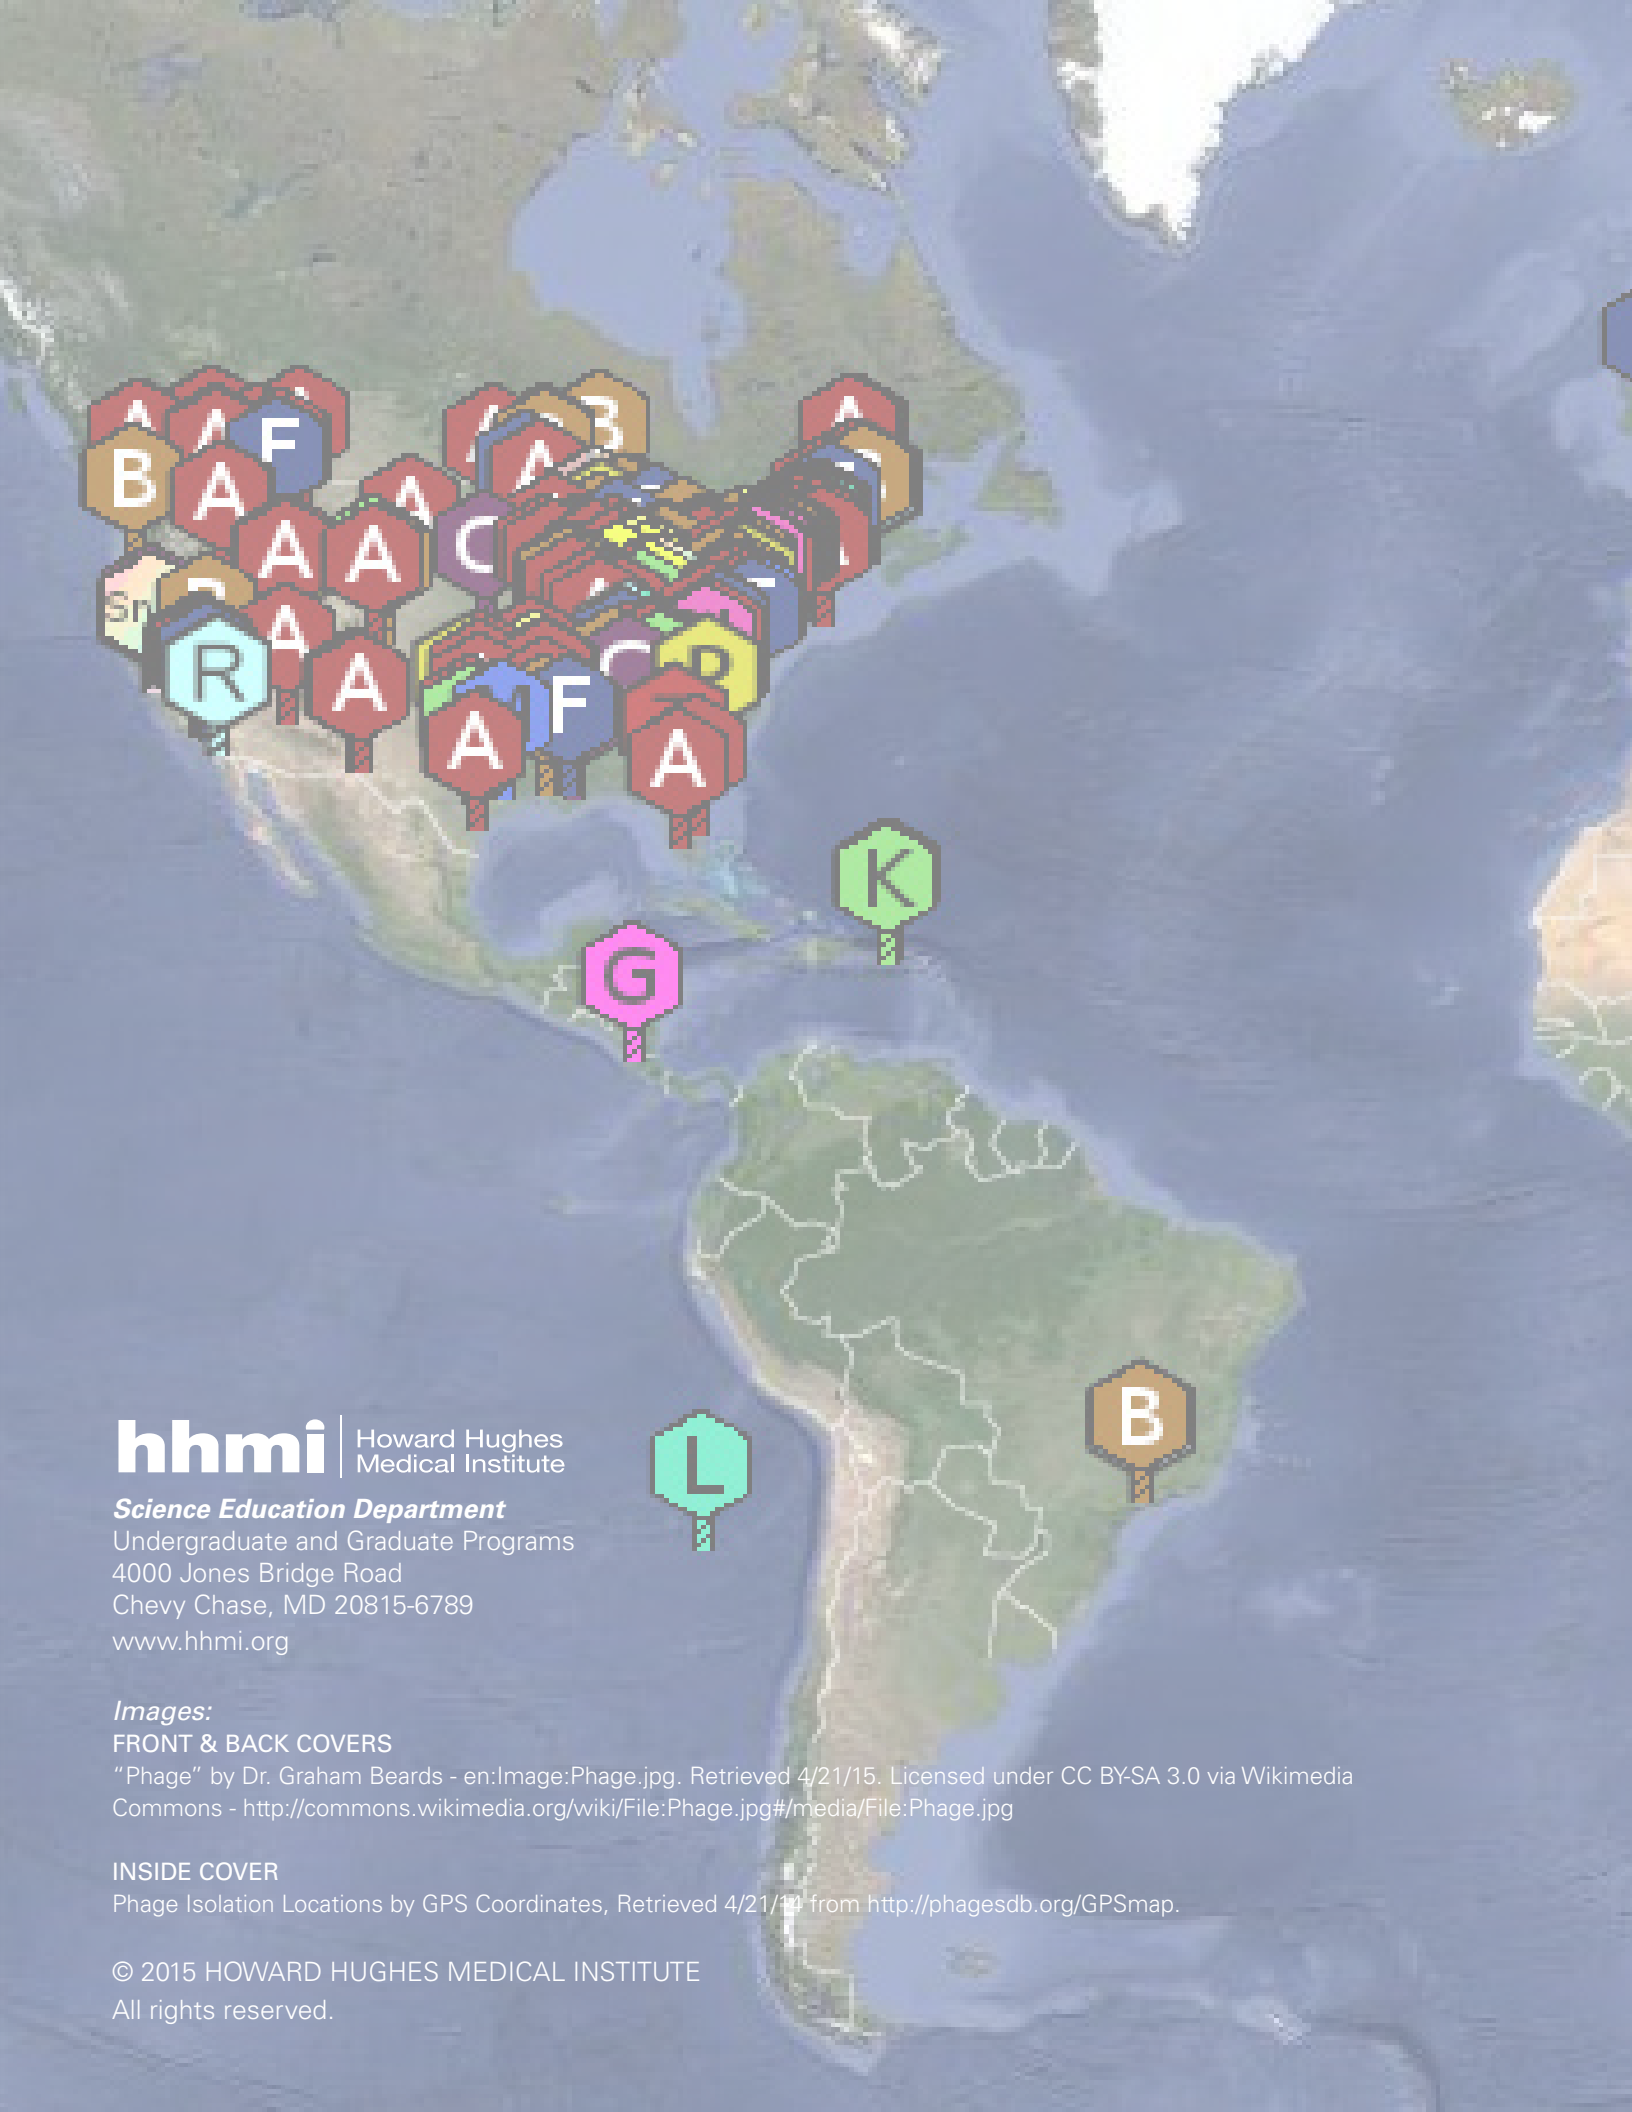 A
A
F
B
B
A
A
A
A
C
A
A
Sn
A
R
A
F
A
A
K
G
B
L
hhmi
Howard Hughes
Medical Institute
Science Education Department
Undergraduate and Graduate Programs
4000 Jones Bridge Road
Chevy Chase, MD 20815-6789
www.hhmi.org
Images:
FRONT & BACK COVERS
“Phage” by Dr. Graham Beards - en:Image:Phage.jpg. Retrieved 4/21/15. Licensed under CC BY-SA 3.0 via Wikimedia
Commons - http://commons.wikimedia.org/wiki/File:Phage.jpg#/media/File:Phage.jpg
INSIDE COVER
Phage Isolation Locations by GPS Coordinates, Retrieved 4/21/14 from http://phagesdb.org/GPSmap.
© 2015 HOWARD HUGHES MEDICAL INSTITUTE
All rights reserved.